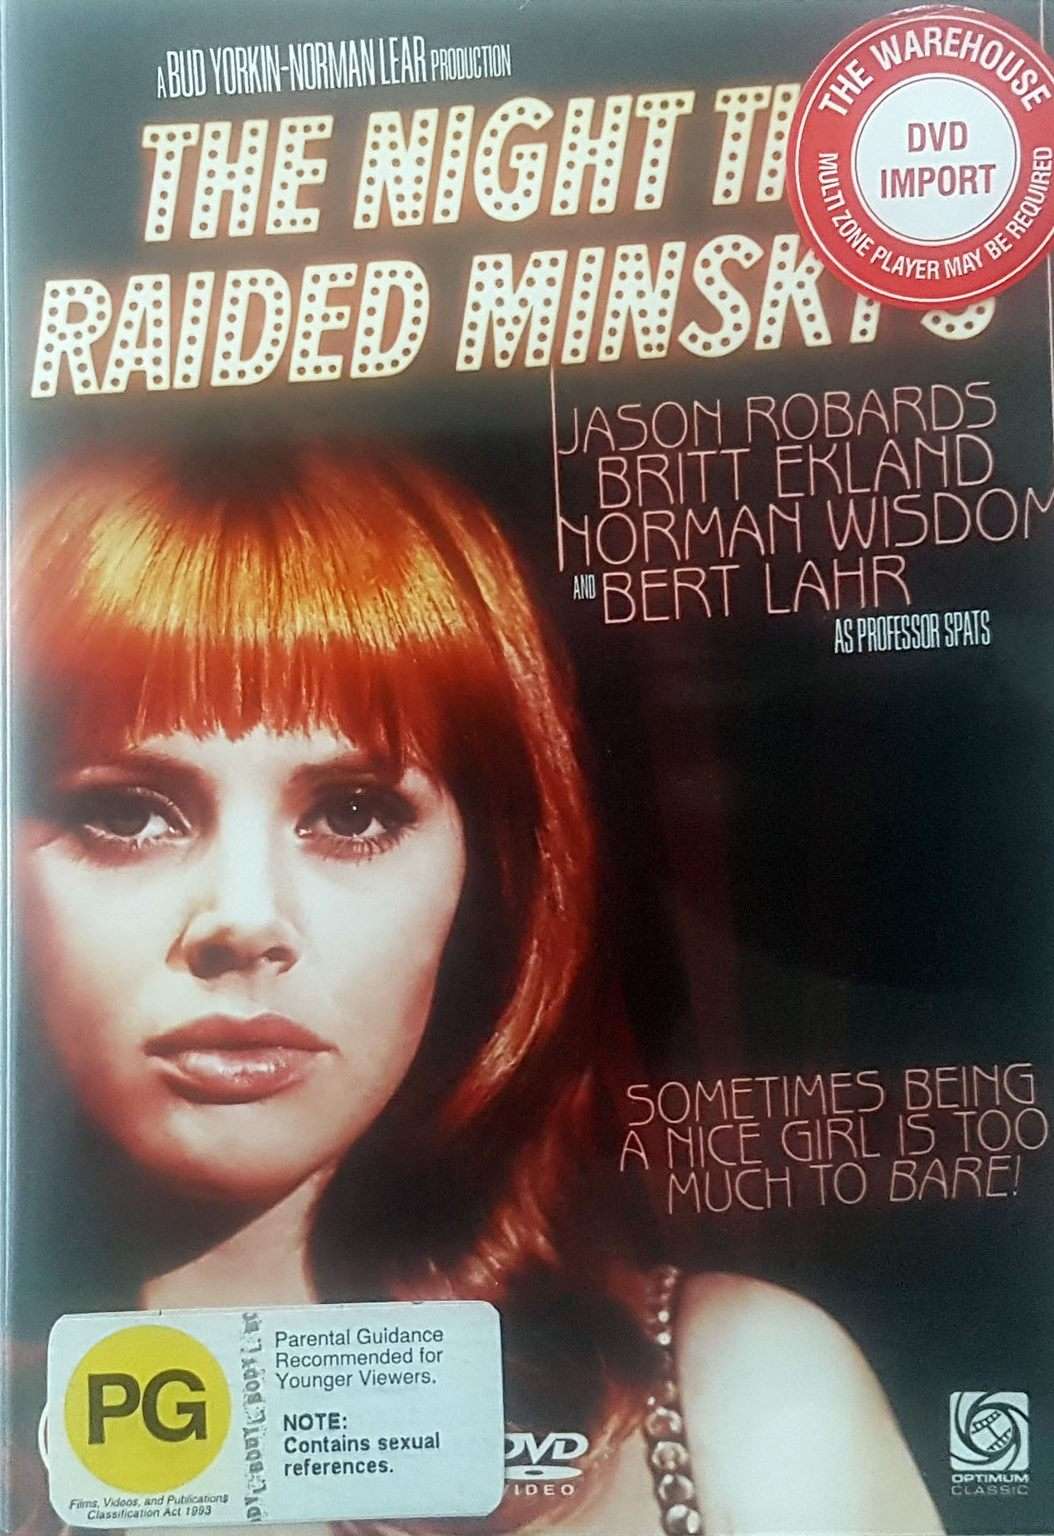 A BUD YORKIN-NORMAN LEAR PRODUCTION
THE NIGHT
RAIDED MINSKY'S
THE WAREHOUSE
DVD
IMPORT
MULTI ZONE PLAYER MAY BE REQUIRED
JASON ROBARDS
BRITT EKLAND
NORMAN WISDOM
AND BERT LAHR
AS PROFESSOR SPATS
SOMETIMES BEING
A NICE GIRL IS TOO
MUCH TO BARE!
PG
Films, Videos, and Publications
Classification Act 1993
Parental Guidance
Recommended for
Younger Viewers.
NOTE:
Contains sexual
references.
DVD
VIDEO
OPTIMUM
CLASSIC